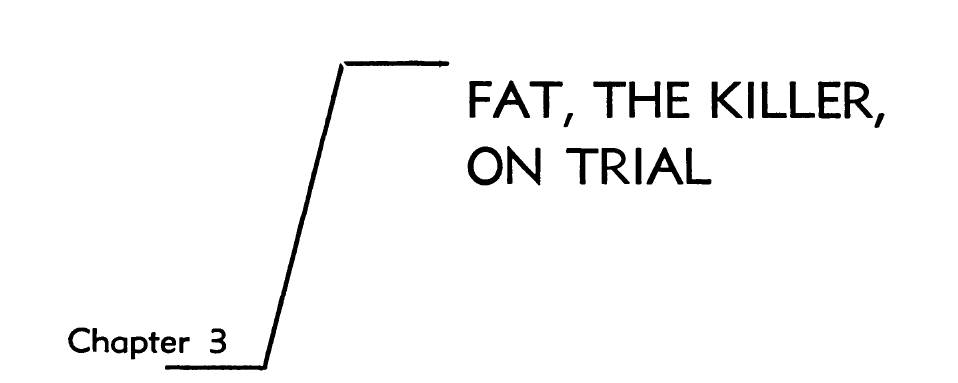 Chapter 3
FAT, THE KILLER,
ON TRIAL